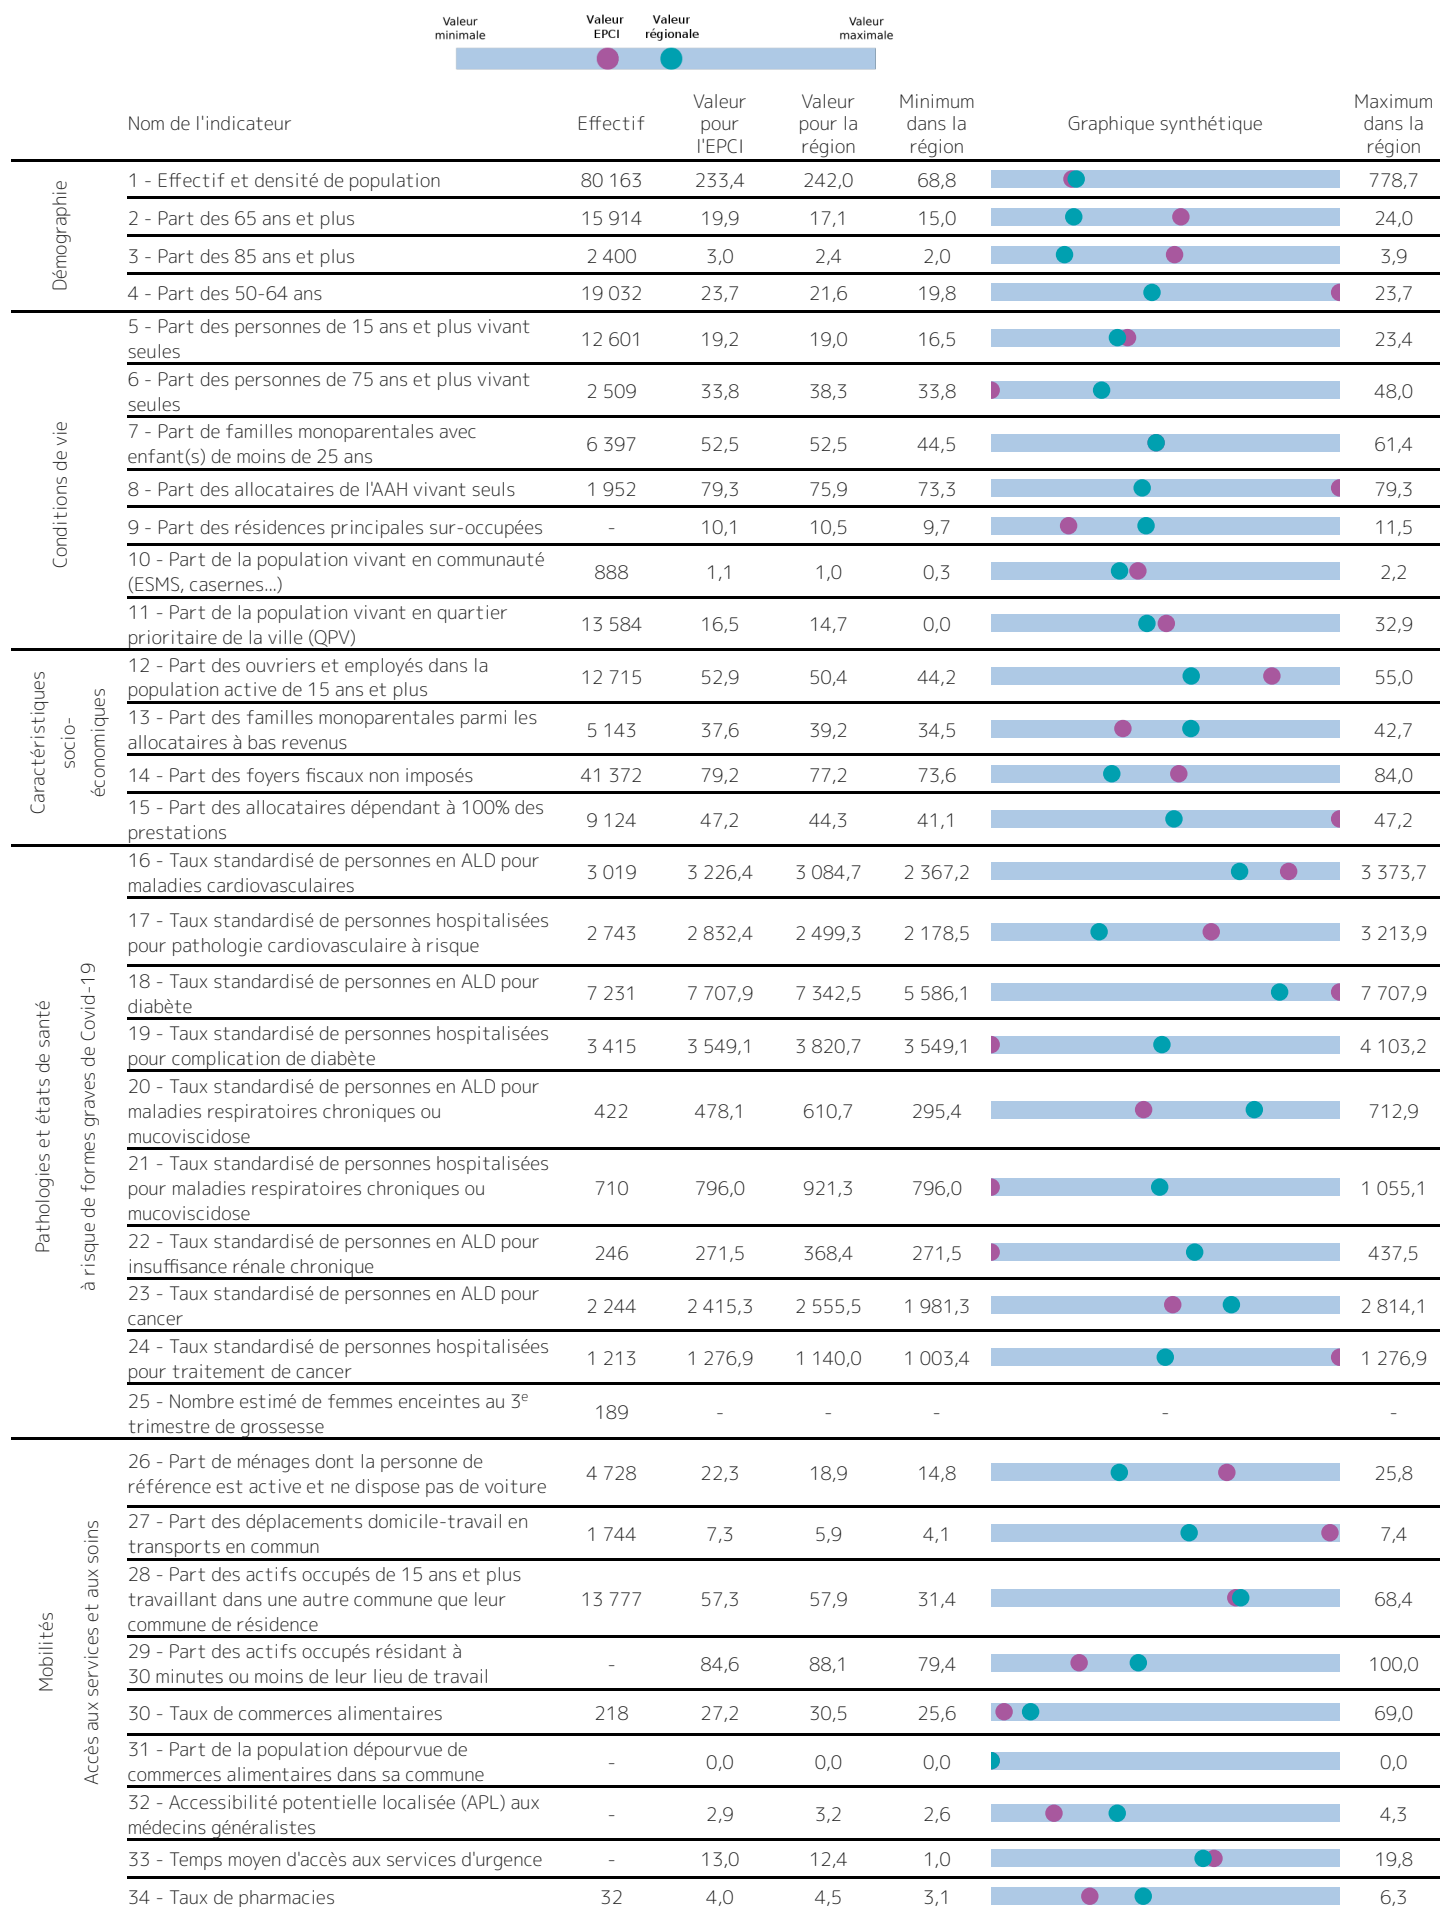 Valeur minimale
Valeur EPCI
Valeur régionale
Valeur maximale
Nom de l'indicateur
Effectif
Valeur pour l'EPCI
Valeur pour la région
Minimum dans la région
Graphique synthétique
Maximum dans la région
Démographie
1 - Effectif et densité de population 80 163 233,4 242,0 68,8 778,7
2 - Part des 65 ans et plus 15 914 19,9 17,1 15,0 24,0
3 - Part des 85 ans et plus 2 400 3,0 2,4 2,0 3,9
4 - Part des 50-64 ans 19 032 23,7 21,6 19,8 23,7
Conditions de vie
5 - Part des personnes de 15 ans et plus vivant
seules 12 601 19,2 19,0 16,5 23,4
6 - Part des personnes de 75 ans et plus vivant
seules 2 509 33,8 38,3 33,8 48,0
7 - Part de familles monoparentales avec
enfant(s) de moins de 25 ans 6 397 52,5 52,5 44,5 61,4
8 - Part des allocataires de l'AAH vivant seuls 1 952 79,3 75,9 73,3 79,3
9 - Part des résidences principales sur-occupées - 10,1 10,5 9,7 11,5
10 - Part de la population vivant en communauté
(ESMS, casernes...) 888 1,1 1,0 0,3 2,2
11 - Part de la population vivant en quartier
prioritaire de la ville (QPV) 13 584 16,5 14,7 0,0 32,9
Caractéristiques
socio-
économiques
12 - Part des ouvriers et employés dans la
population active de 15 ans et plus 12 715 52,9 50,4 44,2 55,0
13 - Part des familles monoparentales parmi les
allocataires à bas revenus 5 143 37,6 39,2 34,5 42,7
14 - Part des foyers fiscaux non imposés 41 372 79,2 77,2 73,6 84,0
15 - Part des allocataires dépendant à 100% des
prestations 9 124 47,2 44,3 41,1 47,2
Pathologies et états de santé
à risque de formes graves de Covid-19
16 - Taux standardisé de personnes en ALD pour
maladies cardiovasculaires 3 019 3 226,4 3 084,7 2 367,2 3 373,7
17 - Taux standardisé de personnes hospitalisées
pour pathologie cardiovasculaire à risque 2 743 2 832,4 2 499,3 2 178,5 3 213,9
18 - Taux standardisé de personnes en ALD pour
diabète 7 231 7 707,9 7 342,5 5 586,1 7 707,9
19 - Taux standardisé de personnes hospitalisées
pour complication de diabète 3 415 3 549,1 3 820,7 3 549,1 4 103,2
20 - Taux standardisé de personnes en ALD pour
maladies respiratoires chroniques ou
mucoviscidose 422 478,1 610,7 295,4 712,9
21 - Taux standardisé de personnes hospitalisées
pour maladies respiratoires chroniques ou
mucoviscidose 710 796,0 921,3 796,0 1 055,1
22 - Taux standardisé de personnes en ALD pour
insuffisance rénale chronique 246 271,5 368,4 271,5 437,5
23 - Taux standardisé de personnes en ALD pour
cancer 2 244 2 415,3 2 555,5 1 981,3 2 814,1
24 - Taux standardisé de personnes hospitalisées
pour traitement de cancer 1 213 1 276,9 1 140,0 1 003,4 1 276,9
25 - Nombre estimé de femmes enceintes au 3e
trimestre de grossesse 189 - - - - -
Mobilités
Accès aux services et aux soins
26 - Part de ménages dont la personne de
référence est active et ne dispose pas de voiture 4 728 22,3 18,9 14,8 25,8
27 - Part des déplacements domicile-travail en
transports en commun 1 744 7,3 5,9 4,1 7,4
28 - Part des actifs occupés de 15 ans et plus
travaillant dans une autre commune que leur
commune de résidence 13 777 57,3 57,9 31,4 68,4
29 - Part des actifs occupés résidant à
30 minutes ou moins de leur lieu de travail - 84,6 88,1 79,4 100,0
30 - Taux de commerces alimentaires 218 27,2 30,5 25,6 69,0
31 - Part de la population dépourvue de
commerces alimentaires dans sa commune - 0,0 0,0 0,0 0,0
32 - Accessibilité potentielle localisée (APL) aux
médecins généralistes - 2,9 3,2 2,6 4,3
33 - Temps moyen d'accès aux services d'urgence - 13,0 12,4 1,0 19,8
34 - Taux de pharmacies 32 4,0 4,5 3,1 6,3